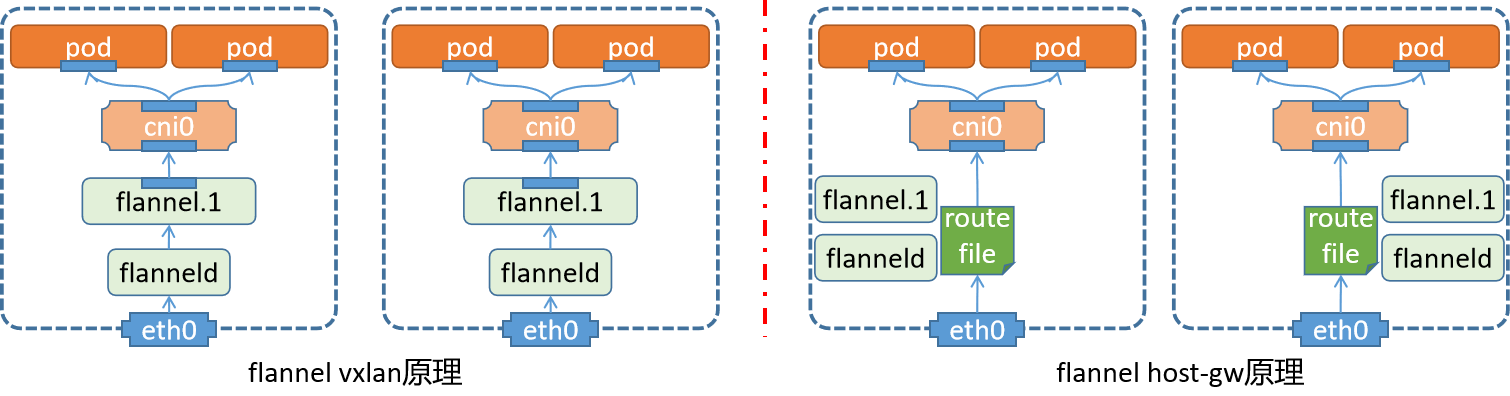 pod
pod
cni0
flannel.1
flanneld
eth0
pod
pod
cni0
flannel.1
flanneld
eth0
flannel vxlan原理
pod
pod
cni0
flannel.1
flanneld
route
file
eth0
pod
pod
cni0
route
file
flannel.1
flanneld
eth0
flannel host-gw原理